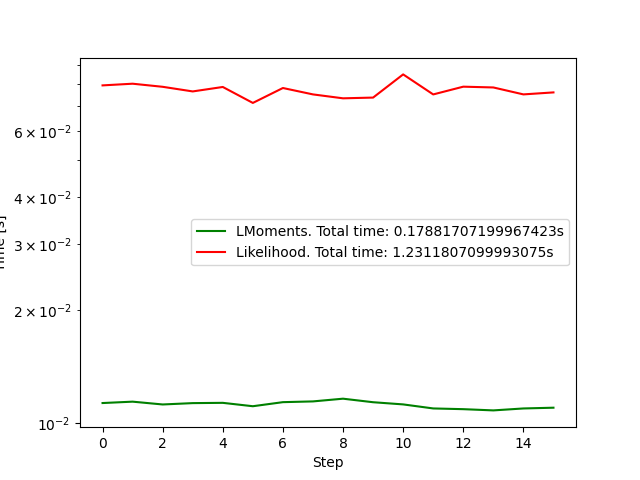 6 × 10⁻²
4 × 10⁻²
3 × 10⁻²
2 × 10⁻²
10⁻²
LMoments. Total time: 0.17881707199967423s
Likelihood. Total time: 1.2311807099993075s
0 2 4 6 8 10 12 14
Step